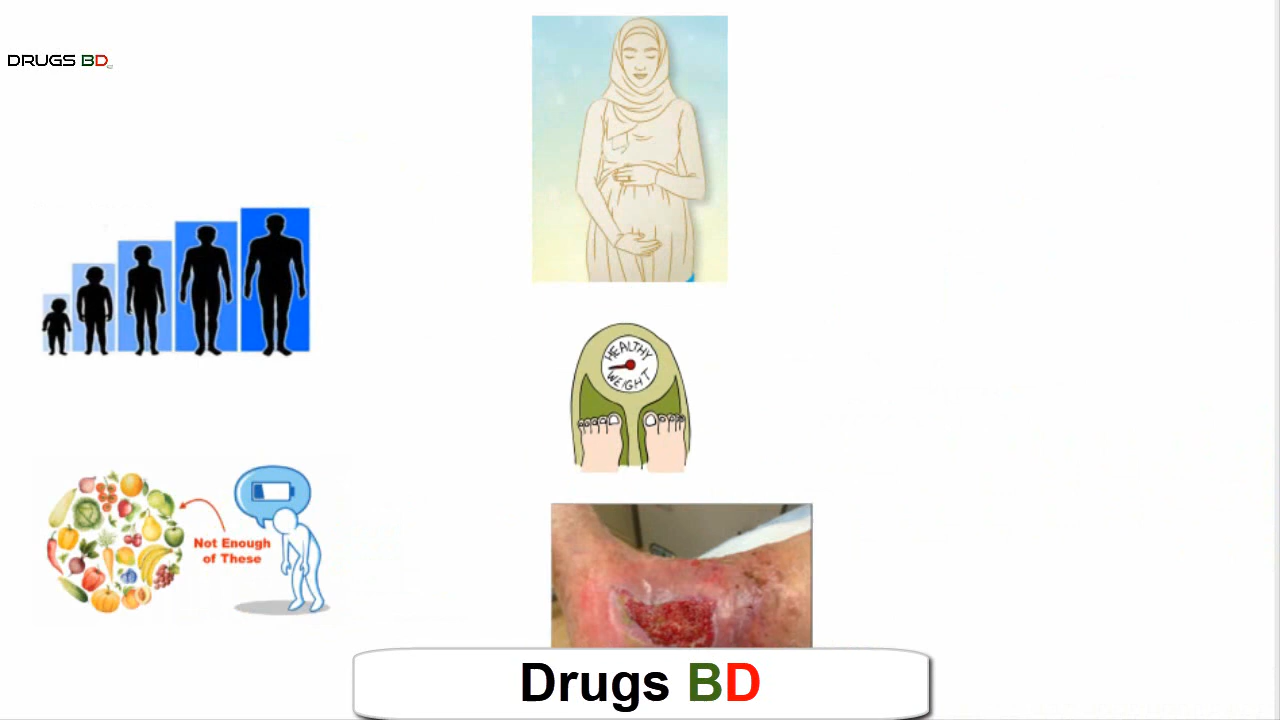 DRUGS BD
HEALTHY
WEIGHT
Not Enough
of These
Drugs BD